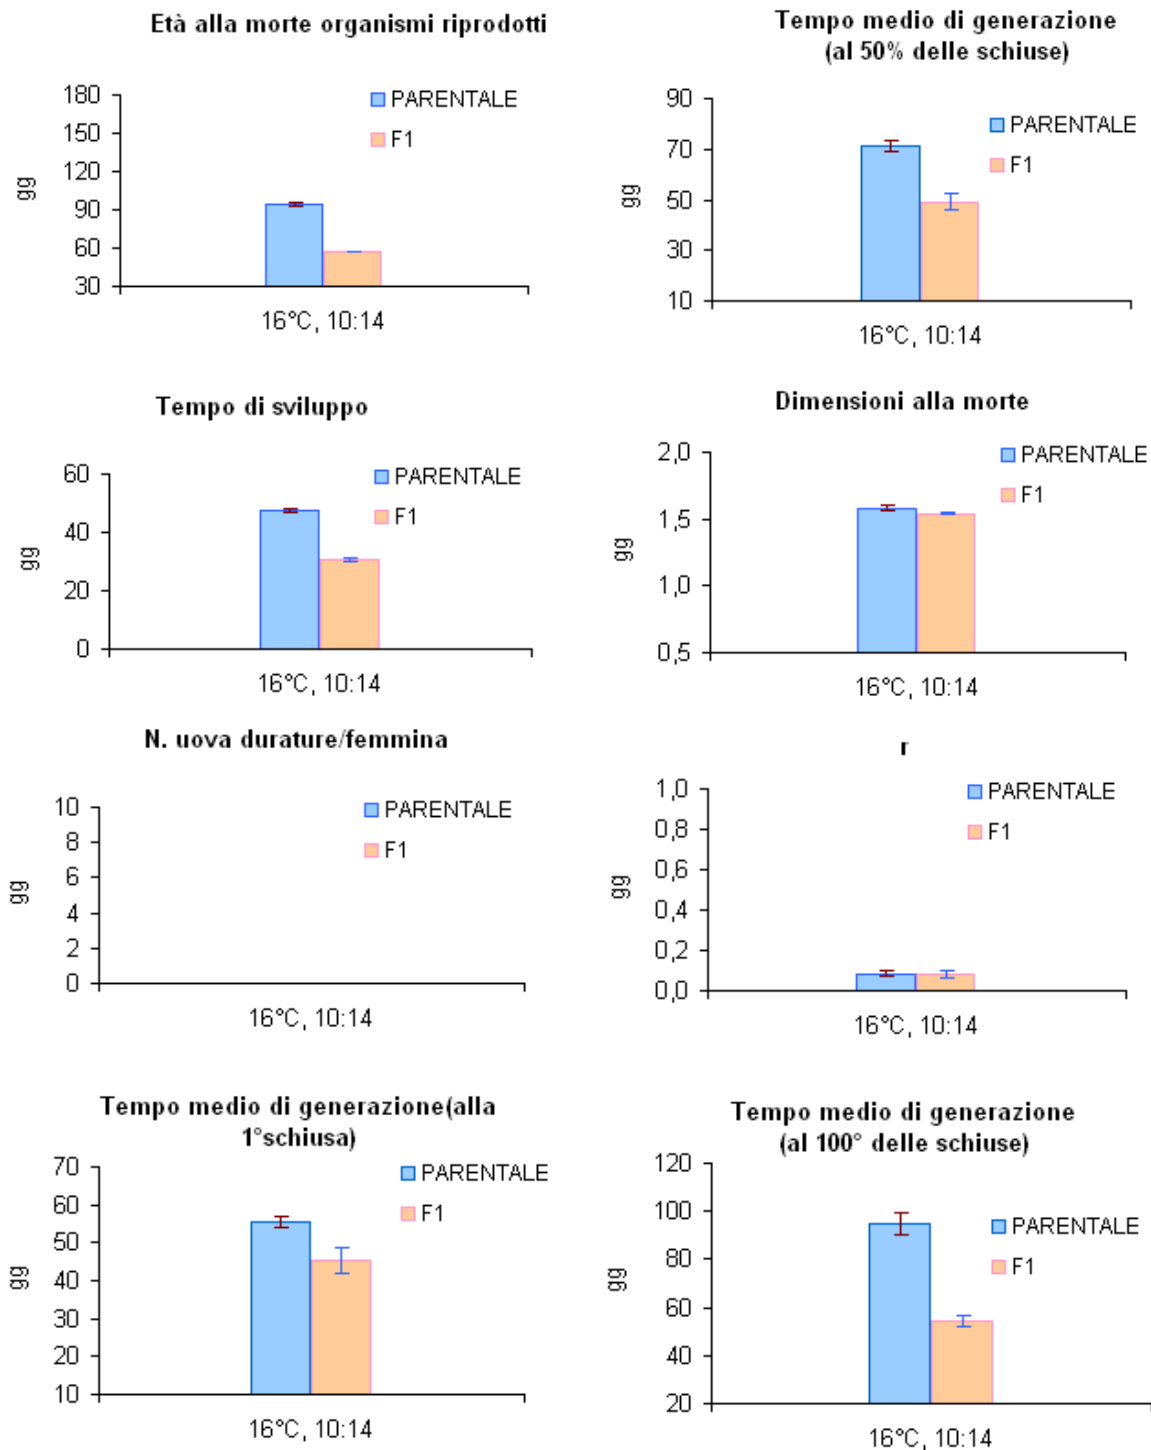 Età alla morte organismi riprodotti
180
150
120
90
60
30
gg
PARENTALE
F1
16°C, 10:14
Tempo medio di generazione
(al 50% delle schiuse)
90
70
50
30
10
gg
PARENTALE
F1
16°C, 10:14
Tempo di sviluppo
60
40
20
0
gg
PARENTALE
F1
16°C, 10:14
Dimensioni alla morte
2,0
1,5
1,0
0,5
gg
PARENTALE
F1
16°C, 10:14
N. uova durature/femmina
10
8
6
4
2
0
gg
PARENTALE
F1
16°C, 10:14
r
1,0
0,8
0,6
0,4
0,2
0,0
gg
PARENTALE
F1
16°C, 10:14
Tempo medio di generazione(alla
1°schiusa)
70
60
50
40
30
20
10
gg
PARENTALE
F1
16°C, 10:14
Tempo medio di generazione
(al 100° delle schiuse)
120
100
80
60
40
20
gg
PARENTALE
F1
16°C, 10:14